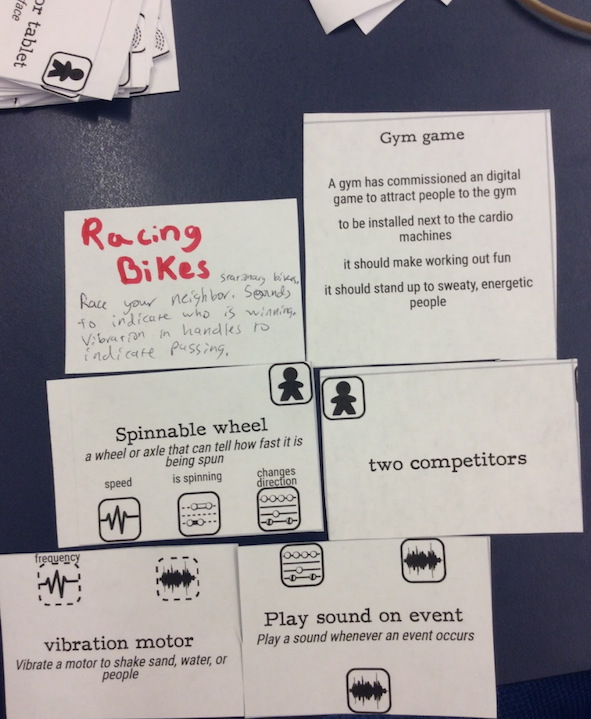 or tablet
face
Gym game
A gym has commissioned an digital
game to attract people to the gym
to be installed next to the cardio
machines
it should make working out fun
it should stand up to sweaty, energetic
people
Racing
Bikes stationary bikes.
Race your neighbor. Sounds
to indicate who is winning.
Vibration in handles to
indicate passing.
Spinnable wheel
a wheel or axle that can tell how fast it is
being spun
speed
is spinning
changes
direction
two competitors
frequency
vibration motor
Vibrate a motor to shake sand, water, or
people
Play sound on event
Play a sound whenever an event occurs